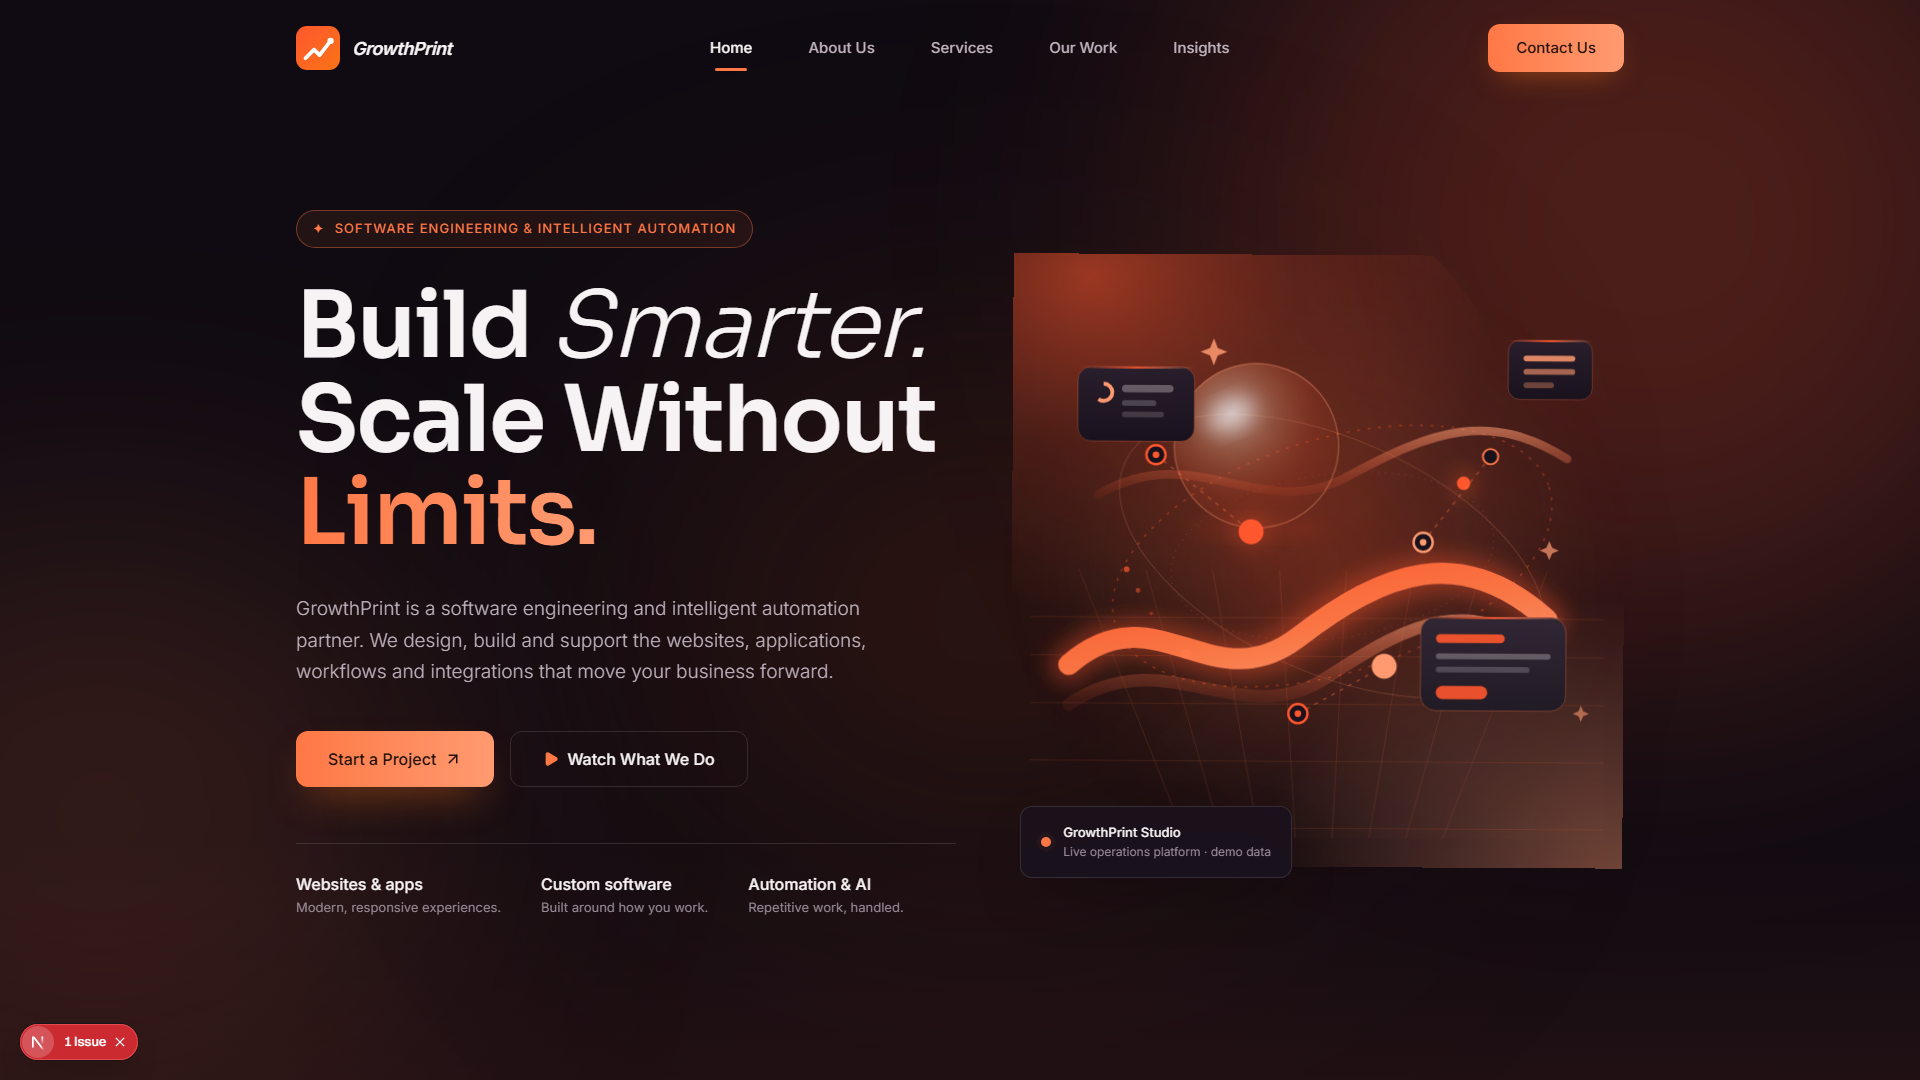 GrowthPrint
Home
About Us
Services
Our Work
Insights
Contact Us
SOFTWARE ENGINEERING & INTELLIGENT AUTOMATION
Build Smarter.
Scale Without
Limits.
GrowthPrint is a software engineering and intelligent automation
partner. We design, build and support the websites, applications,
workflows and integrations that move your business forward.
Start a Project
Watch What We Do
Websites & apps
Modern, responsive experiences.
Custom software
Built around how you work.
Automation & AI
Repetitive work, handled.
GrowthPrint Studio
Live operations platform · demo data
N
1 Issue